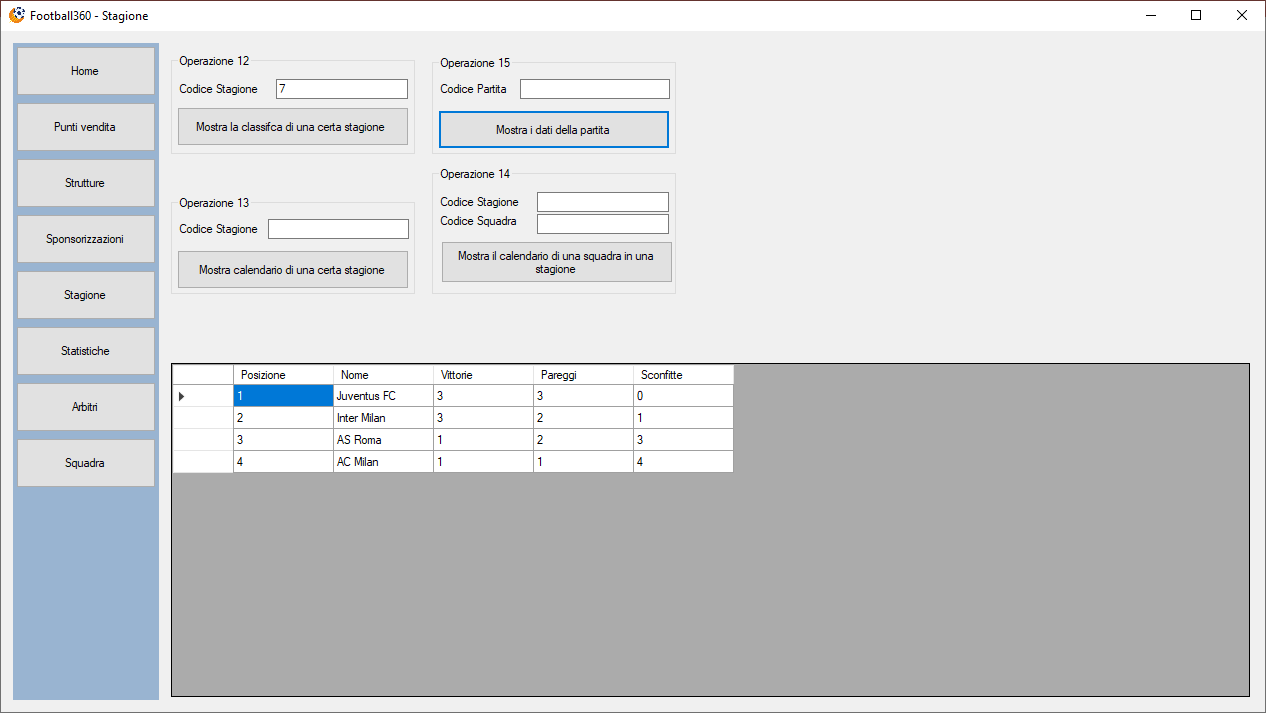 Football360 - Stagione
Home
Punti vendita
Strutture
Sponsorizzazioni
Stagione
Statistiche
Arbitri
Squadra
Operazione 12
Codice Stagione 7
Mostra la classifca di una certa stagione
Operazione 13
Codice Stagione
Mostra calendario di una certa stagione
Operazione 15
Codice Partita
Mostra i dati della partita
Operazione 14
Codice Stagione
Codice Squadra
Mostra il calendario di una squadra in una
stagione
Posizione Nome Vittorie Pareggi Sconfitte
1 Juventus FC 3 3 0
2 Inter Milan 3 2 1
3 AS Roma 1 2 3
4 AC Milan 1 1 4